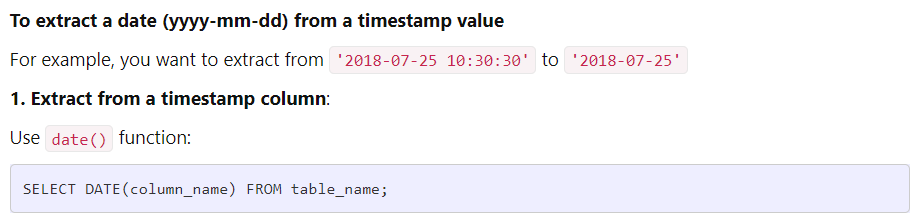 To extract a date (yyyy-mm-dd) from a timestamp value
For example, you want to extract from '2018-07-25 10:30:30' to '2018-07-25'
1. Extract from a timestamp column:
Use date() function:
SELECT DATE(column_name) FROM table_name;